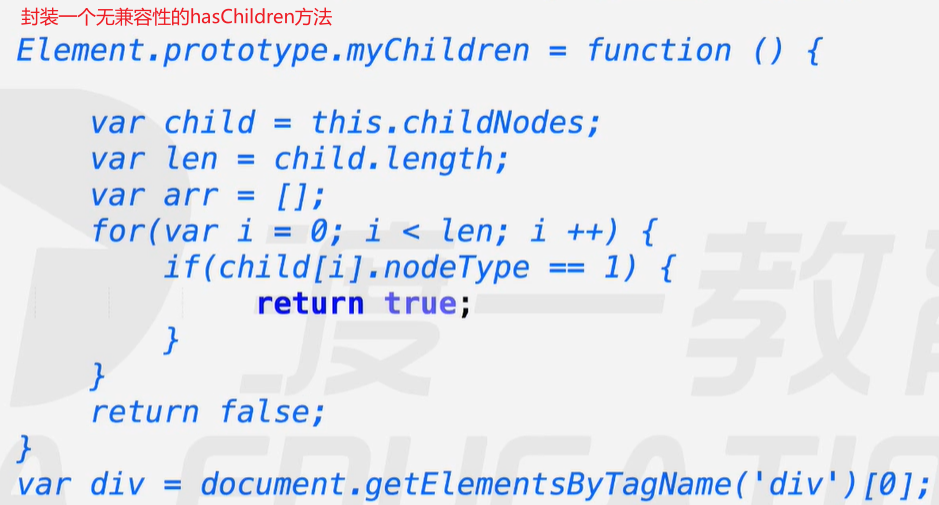 封装一个无兼容性的hasChildren方法
Element.prototype.myChildren = function () {
var child = this.childNodes;
var len = child.length;
var arr = [];
for(var i = 0; i < len; i ++) {
if(child[i].nodeType == 1) {
return true;
}
}
return false;
}
var div = document.getElementsByTagName('div')[0];
度一教育
EDUCATION